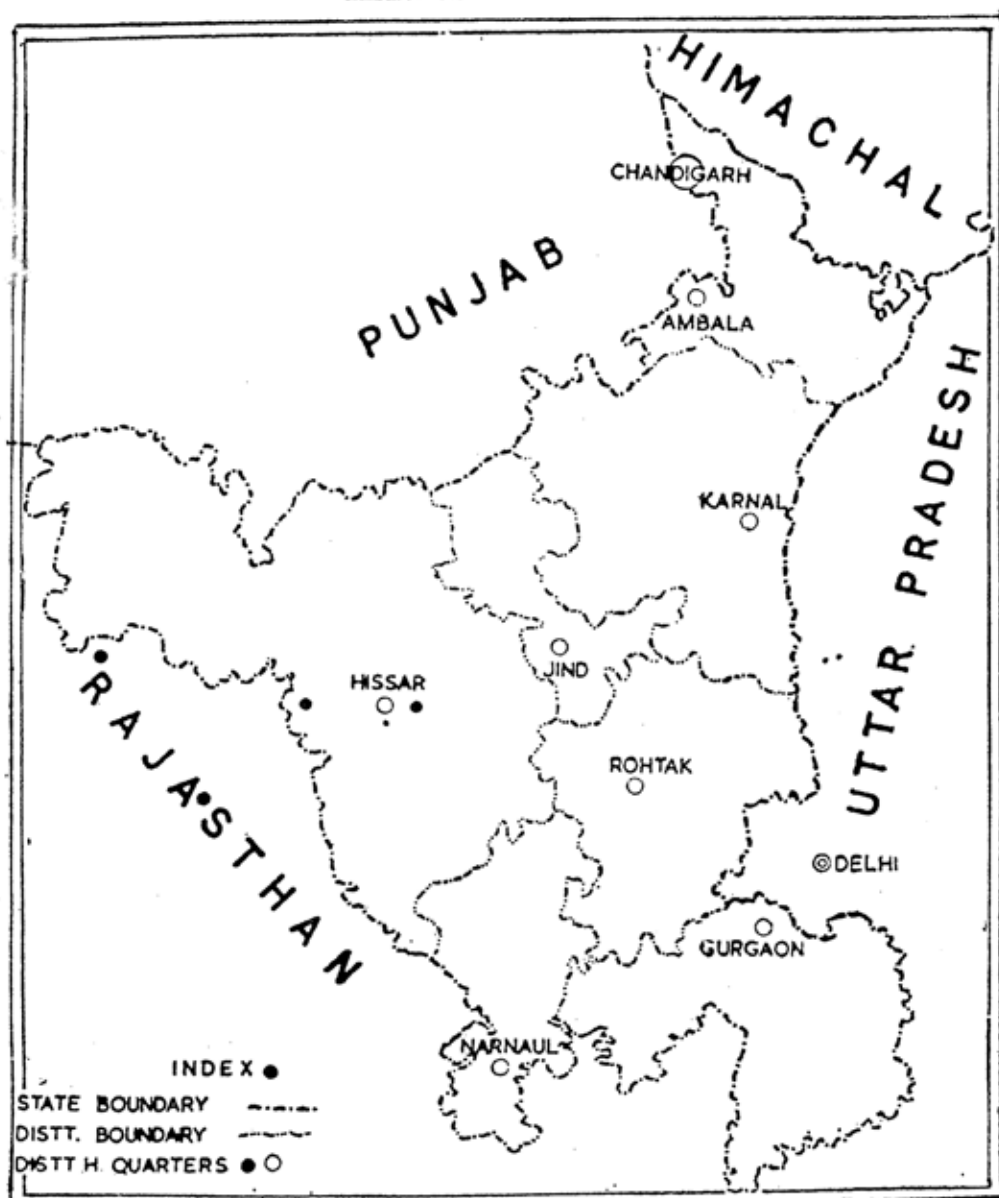 HIMACHAL
CHANDIGARH
PUNJAB
AMBALA
UTTAR PRADESH
KARNAL
JIND
HISSAR
RAJASTHAN
ROHTAK
DELHI
GURGAON
NARNAUL
INDEX
STATE BOUNDARY
DISTT. BOUNDARY
DISTT.H. QUARTERS